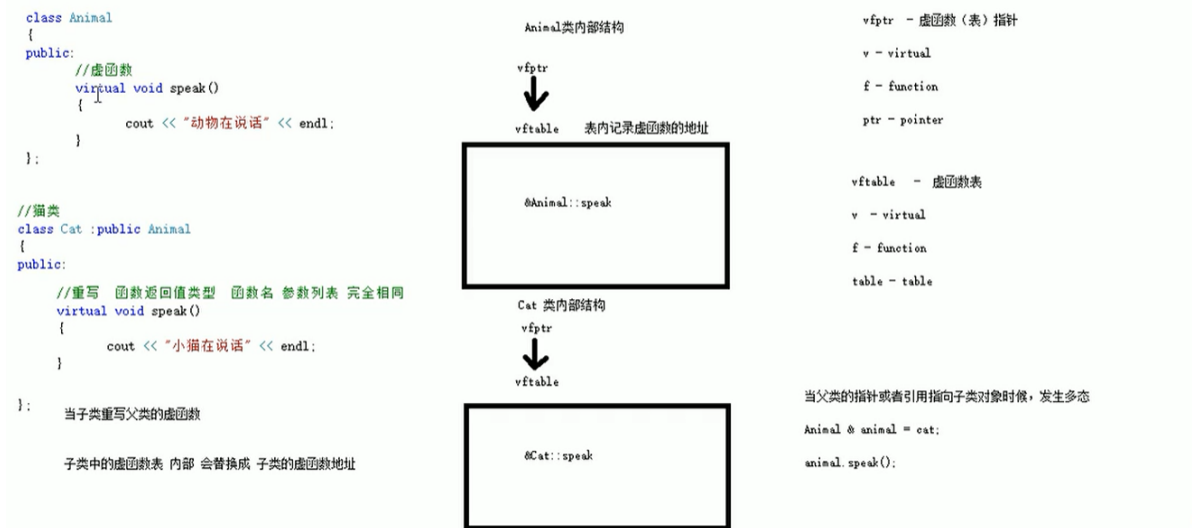 class Animal
{
public:
//虚函数
virtual void speak()
{
cout << "动物在说话" << endl;
}
};
//猫类
class Cat :public Animal
{
public:
//重写 函数返回值类型 函数名 参数列表 完全相同
virtual void speak()
{
cout << "小猫在说话" << endl;
}
};
当子类重写父类的虚函数
子类中的虚函数表 内部 会替换成 子类的虚函数地址
Animal类内部结构
vfptr
vftable 表内记录虚函数的地址
&Animal::speak
Cat 类内部结构
vfptr
vftable
&Cat::speak
vfptr - 虚函数（表）指针
v - virtual
f - function
ptr - pointer
vftable - 虚函数表
v - virtual
f - function
table - table
当父类的指针或者引用指向子类对象时候，发生多态
Animal & animal = cat;
animal.speak();